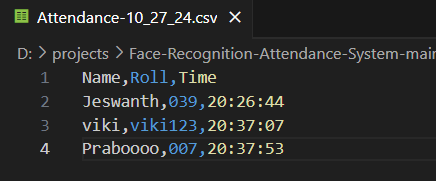 Attendance-10_27_24.csv
D: > projects > Face-Recognition-Attendance-System-mai
1 Name,Roll,Time
2 Jeswanth,039,20:26:44
3 viki,viki123,20:37:07
4 Praboooo,007,20:37:53